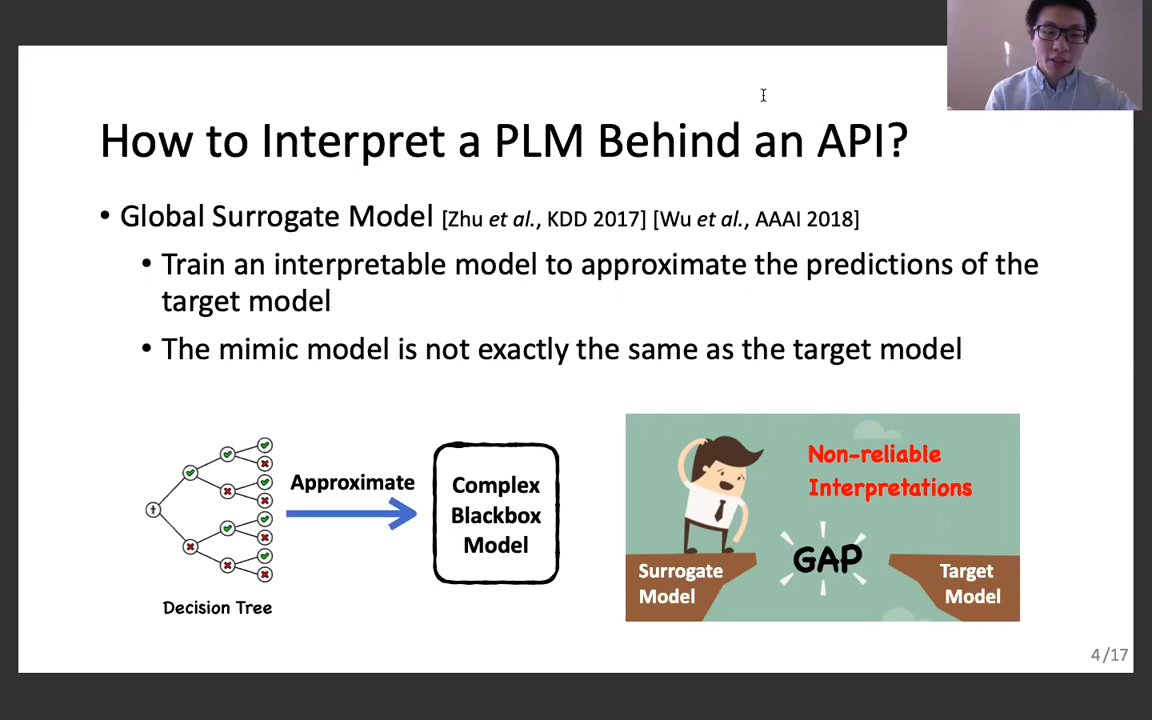 How to Interpret a PLM Behind an API?
• Global Surrogate Model [Zhu et al., KDD 2017] [Wu et al., AAAI 2018]
• Train an interpretable model to approximate the predictions of the
target model
• The mimic model is not exactly the same as the target model
Approximate
Complex
Blackbox
Model
Decision Tree
Non-reliable
Interpretations
GAP
Surrogate
Model
Target
Model
4/17